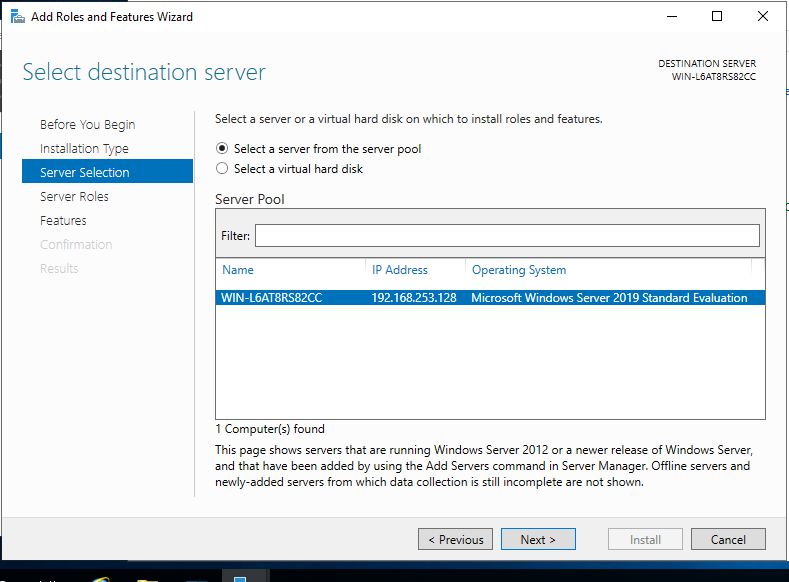 Add Roles and Features Wizard
Select destination server
DESTINATION SERVER
WIN-L6AT8RS82CC
Before You Begin
Installation Type
Server Selection
Server Roles
Features
Confirmation
Results
Select a server or a virtual hard disk on which to install roles and features.
Select a server from the server pool
Select a virtual hard disk
Server Pool
Filter:
Name IP Address Operating System
WIN-L6AT8RS82CC 192.168.253.128 Microsoft Windows Server 2019 Standard Evaluation
1 Computer(s) found
This page shows servers that are running Windows Server 2012 or a newer release of Windows Server,
and that have been added by using the Add Servers command in Server Manager. Offline servers and
newly-added servers from which data collection is still incomplete are not shown.
< Previous Next > Install Cancel